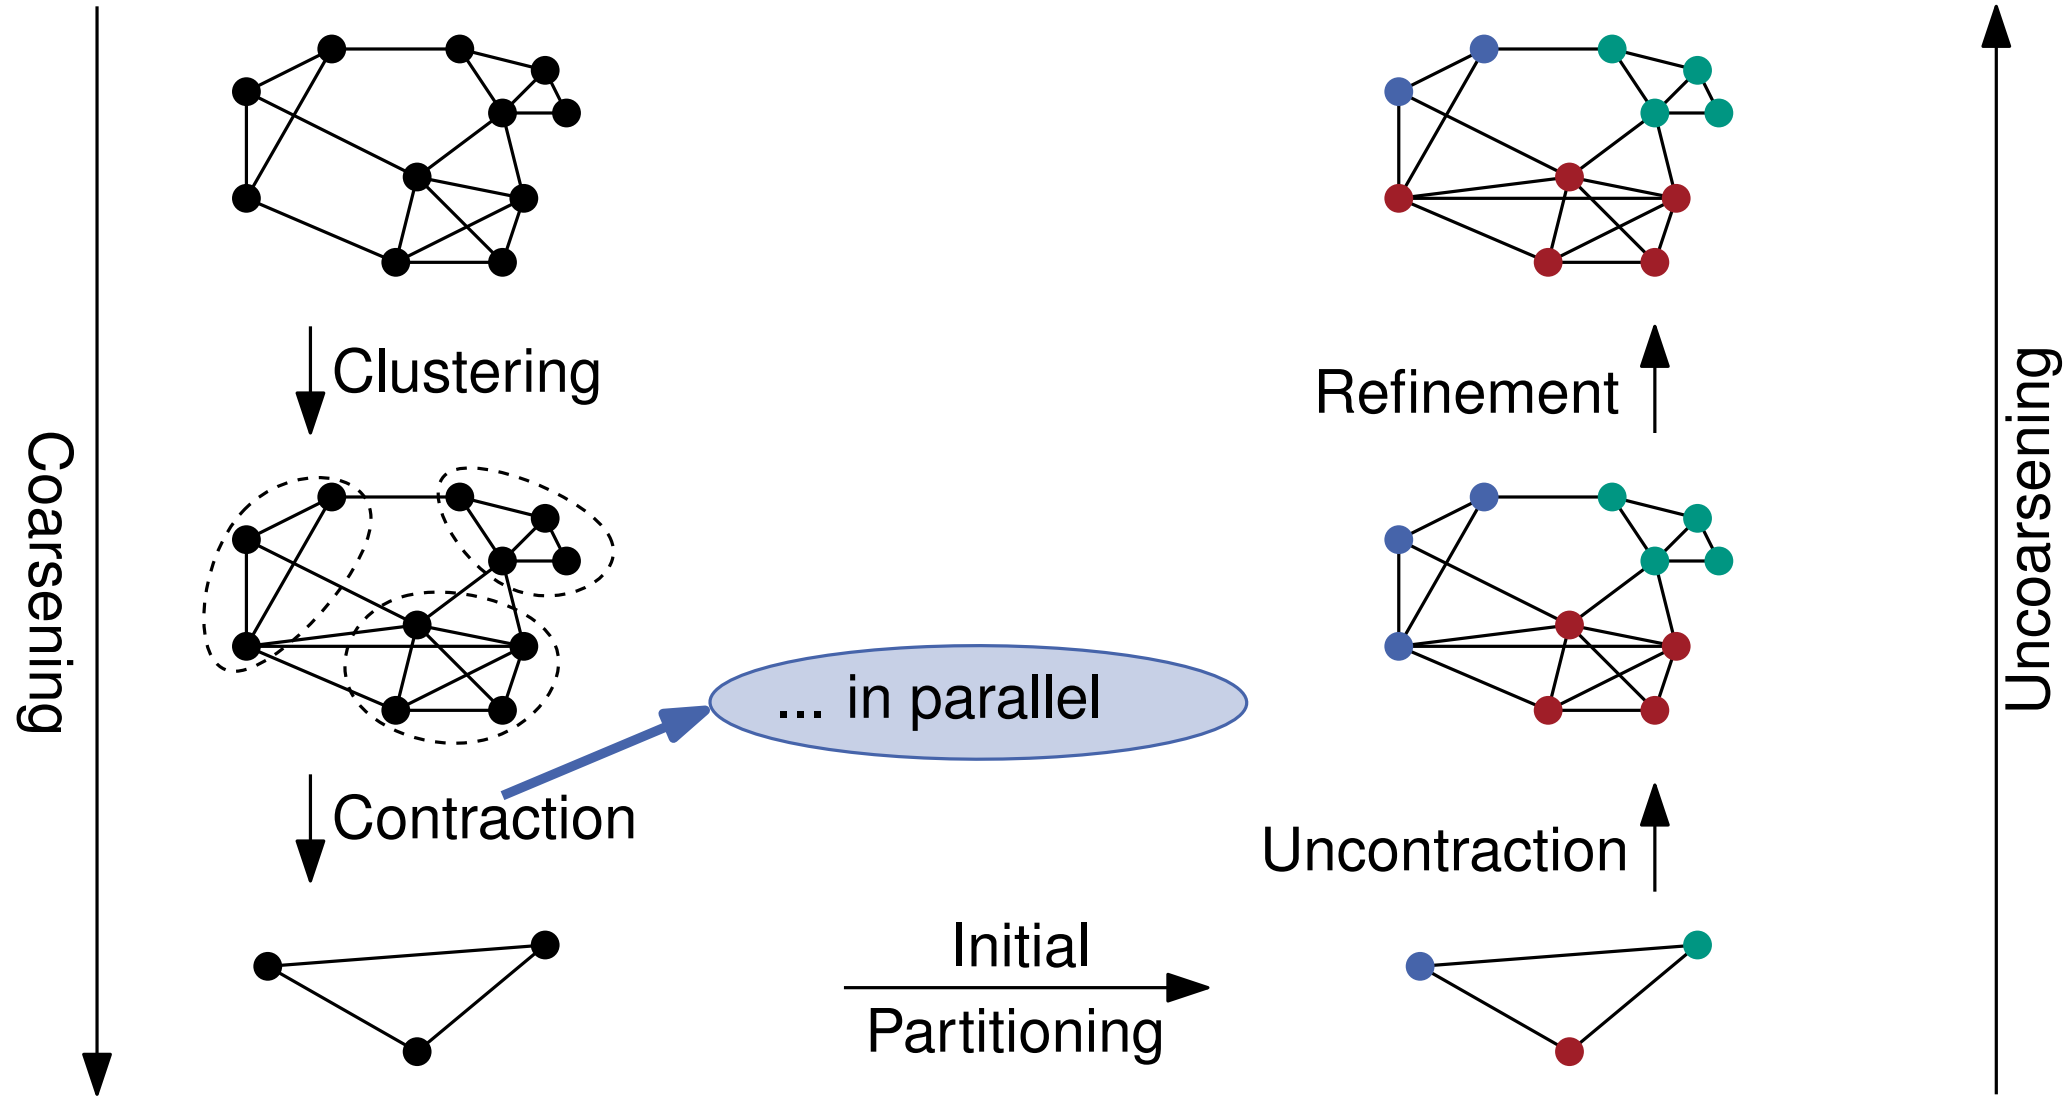 Coarsening
Clustering
Contraction
... in parallel
Initial
Partitioning
Uncontraction
Refinement
Uncoarsening